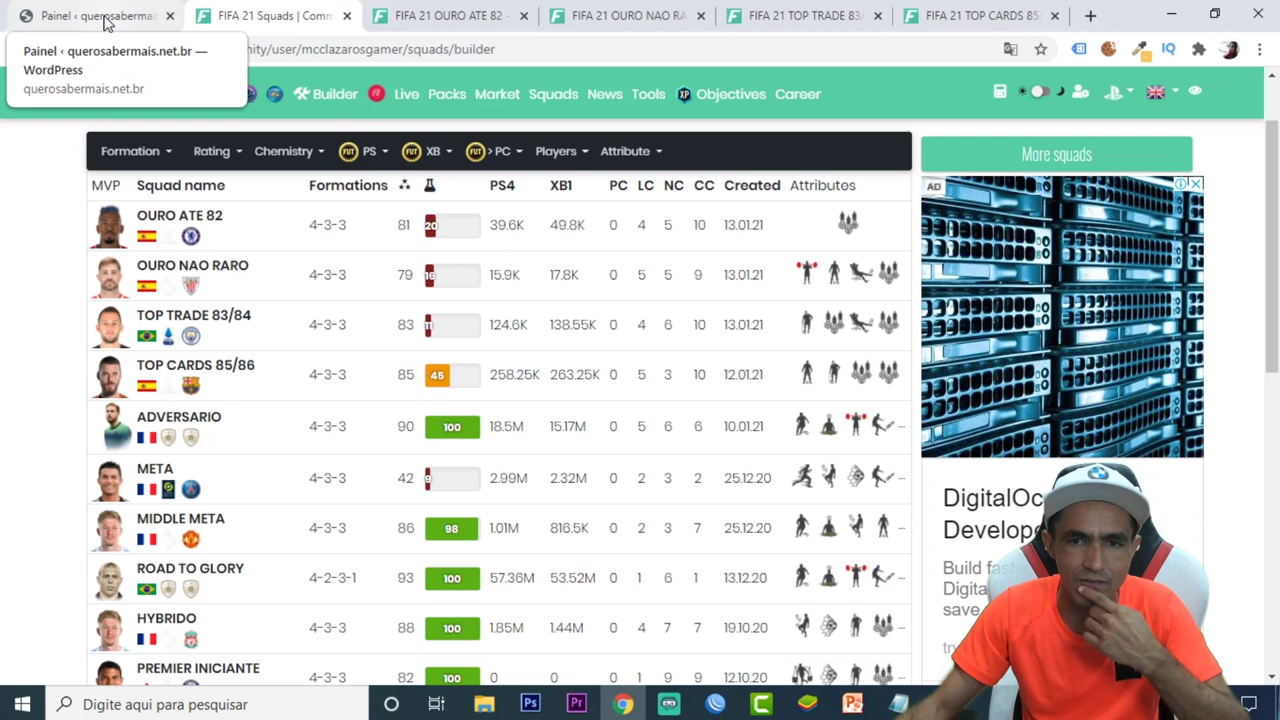 Painel ‹ querosabermai
FIFA 21 Squads | Comm
FIFA 21 OURO ATE 82 -
FIFA 21 OURO NAO RA
FIFA 21 TOP TRADE 83/
FIFA 21 TOP CARDS 85/
Painel ‹ querosabermais.net.br —
WordPress
querosabermais.net.br
nity/user/mcclazarosgamer/squads/builder
IQ
Builder
Live
Packs
Market
Squads
News
Tools
XP
Objectives
Career
Formation
Rating
Chemistry
FUT PS
FUT XB
FUT > PC
Players
Attribute
More squads
MVP Squad name Formations PS4 XB1 PC LC NC CC Created Attributes
OURO ATE 82 4-3-3 81 20 39.6K 49.8K 0 4 5 10 13.01.21
OURO NAO RARO 4-3-3 79 16 15.9K 17.8K 0 5 5 9 13.01.21
TOP TRADE 83/84 4-3-3 83 11 124.6K 138.55K 0 4 6 10 13.01.21
TOP CARDS 85/86 4-3-3 85 45 258.25K 263.25K 0 5 3 10 12.01.21
ADVERSARIO 4-3-3 90 100 18.5M 15.17M 0 5 6 6 10.01.21 ...
META 4-3-3 92 9 2.99M 2.32M 0 2 3 2 25.12.20 ...
MIDDLE META 4-3-3 86 98 1.01M 816.5K 0 2 3 7 25.12.20 ...
ROAD TO GLORY 4-2-3-1 93 100 57.36M 53.52M 0 1 6 1 13.12.20 ...
HYBRIDO 4-3-3 88 100 1.85M 1.44M 0 4 7 7 19.10.20 ...
PREMIER INICIANTE 4-3-3 82 100 0 0 0 1 9 9 12.10.20
AD
DigitalOc
Develope
Build faste
Digital
save
Digite aqui para pesquisar
Ps
Pr